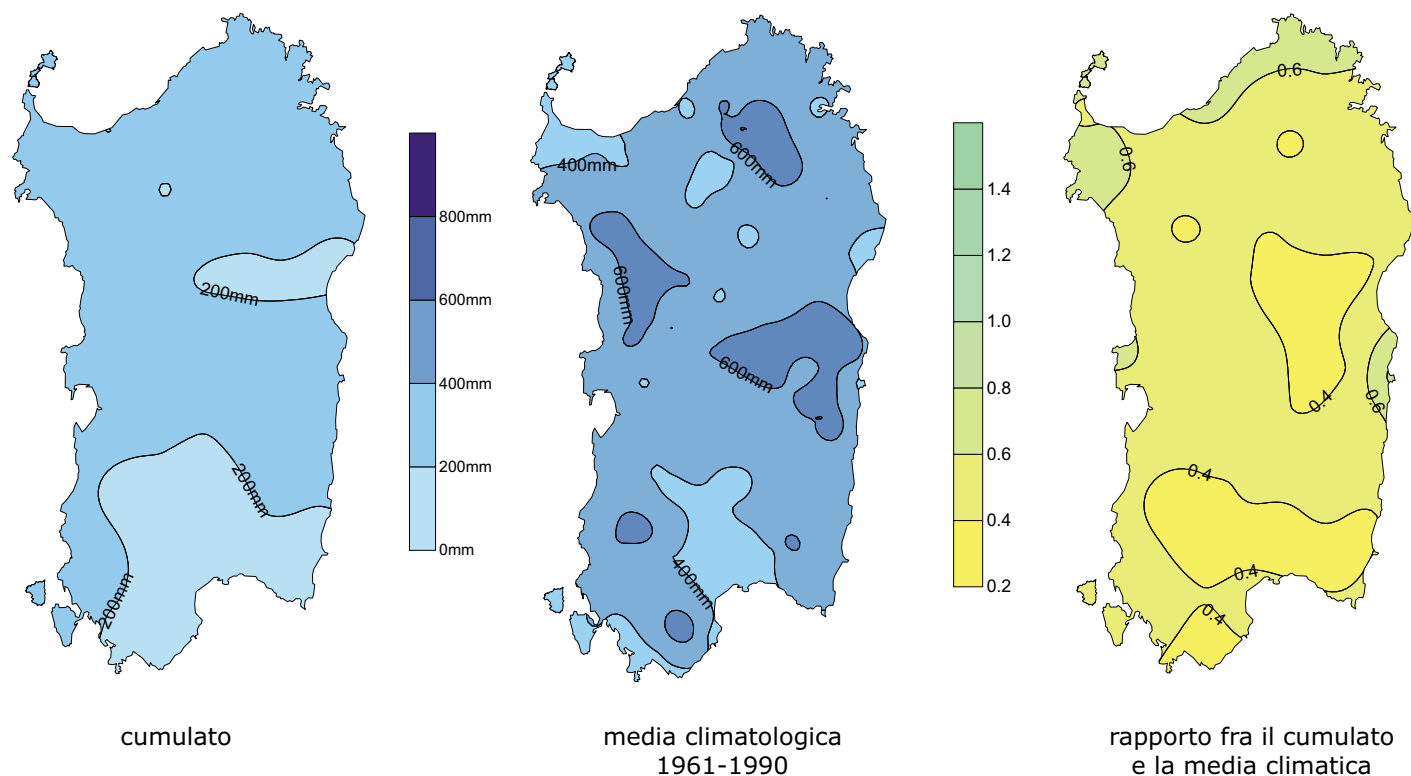 200mm
200mm
200mm
800mm
600mm
400mm
200mm
0mm
cumulato
400mm
600mm
600mm
600mm
400mm
media climatologica
1961-1990
1.4
1.2
1.0
0.8
0.6
0.4
0.2
0.6
0.6
0.4
0.6
0.4
0.4
0.4
rapporto fra il cumulato
e la media climatica